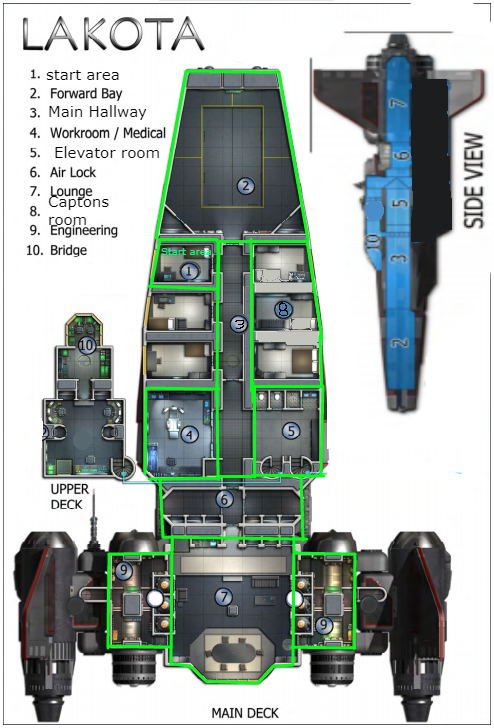 LAKOTA
1. start area
2. Forward Bay
3. Main Hallway
4. Workroom / Medical
5. Elevator room
6. Air Lock
7. Lounge
8. Captons room
9. Engineering
10. Bridge
Start area
1
2
3
8
4
5
6
7
9
9
10
UPPER
DECK
MAIN DECK
SIDE VIEW
7
6
5
10
3
2